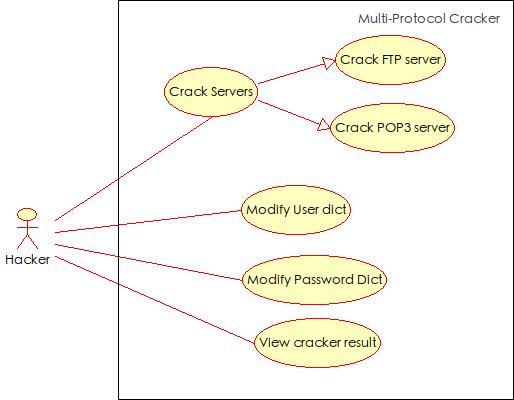 Multi-Protocol Cracker
Crack FTP server
Crack Servers
Crack POP3 server
Modify User dict
Hacker
Modify Password Dict
View cracker result